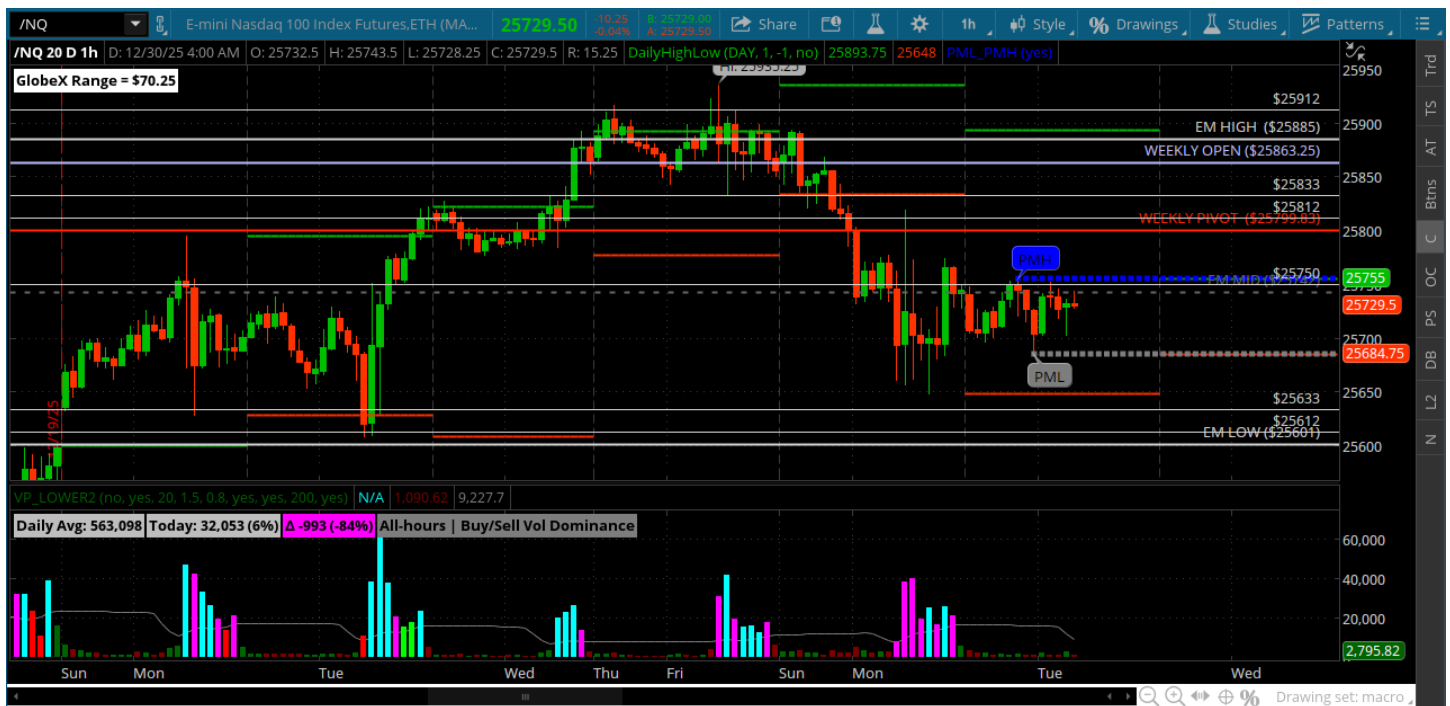 /NQ E-mini Nasdaq 100 Index Futures,ETH (MA... 25729.50 -10.25 -0.04% B: 25729.00 A: 25729.50 Share 1h Style % Drawings Studies Patterns
/NQ 20 D 1h D: 12/30/25 4:00 AM O: 25732.5 H: 25743.5 L: 25728.25 C: 25729.5 R: 15.25 DailyHighLow (DAY, 1, -1, no) 25893.75 25648 PML_PMH (yes)
GlobeX Range = $70.25
Hi: 25935.25
25950
$25912
EM HIGH ($25885)
25900
WEEKLY OPEN ($25863.25)
25850
$25833
$25812
WEEKLY PIVOT ($25799.83)
25800
PMH
$25750
25755
25750
25729.5
25700
25684.75
PML
25650
$25633
$25612
EM LOW ($25601)
25600
VP_LOWER2 (no, yes, 20, 1.5, 0.8, yes, yes, 200, yes) N/A 1,090.62 9,227.7
Daily Avg: 563,098 Today: 32,053 (6%) Δ -993 (-84%) All-hours | Buy/Sell Vol Dominance
60,000
40,000
20,000
2,795.82
Sun Mon Tue Wed Thu Fri Sun Mon Tue Wed
% Drawing set: macro
Trd
TS
AT
Btns
C
OC
PS
DB
L2
N